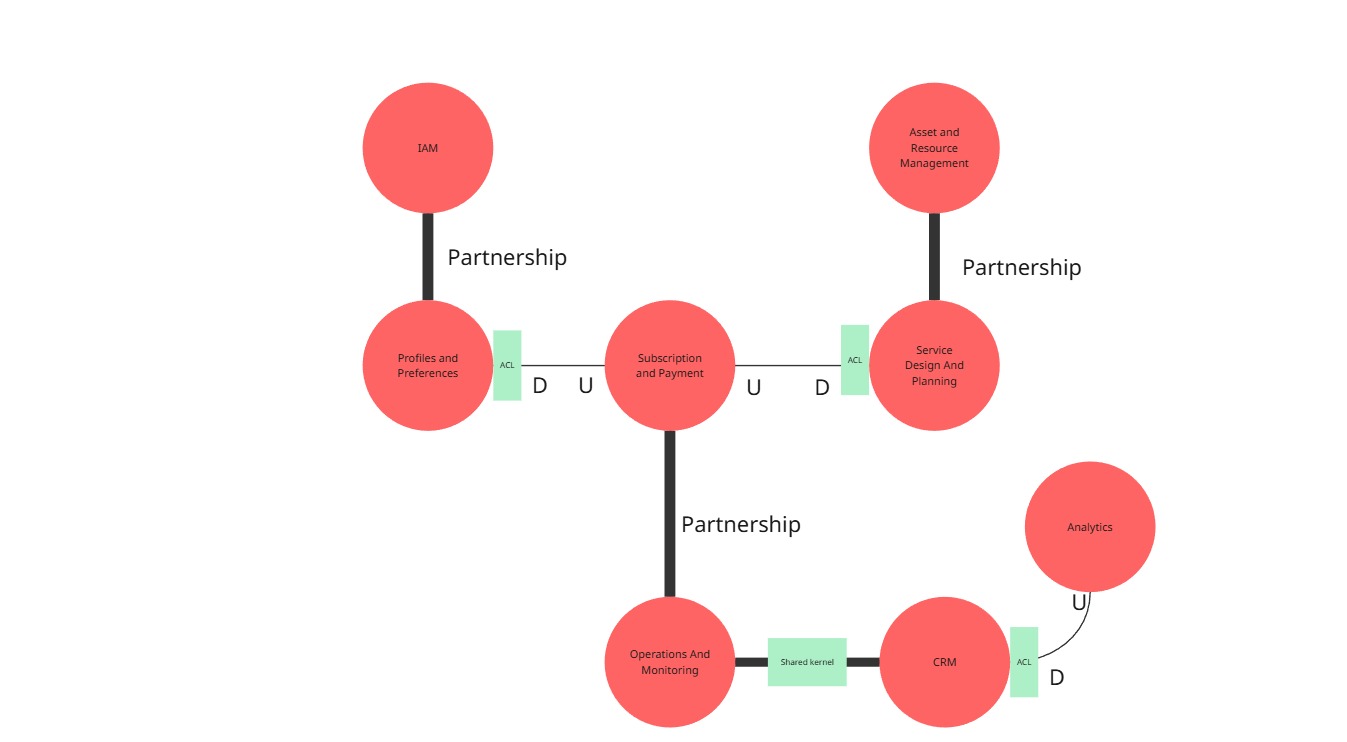 IAM
Asset and
Resource
Management
Partnership
Partnership
Profiles and
Preferences
ACL
D
U
Subscription
and Payment
U
D
ACL
Service
Design And
Planning
Partnership
Analytics
U
Operations And
Monitoring
Shared kernel
CRM
ACL
D